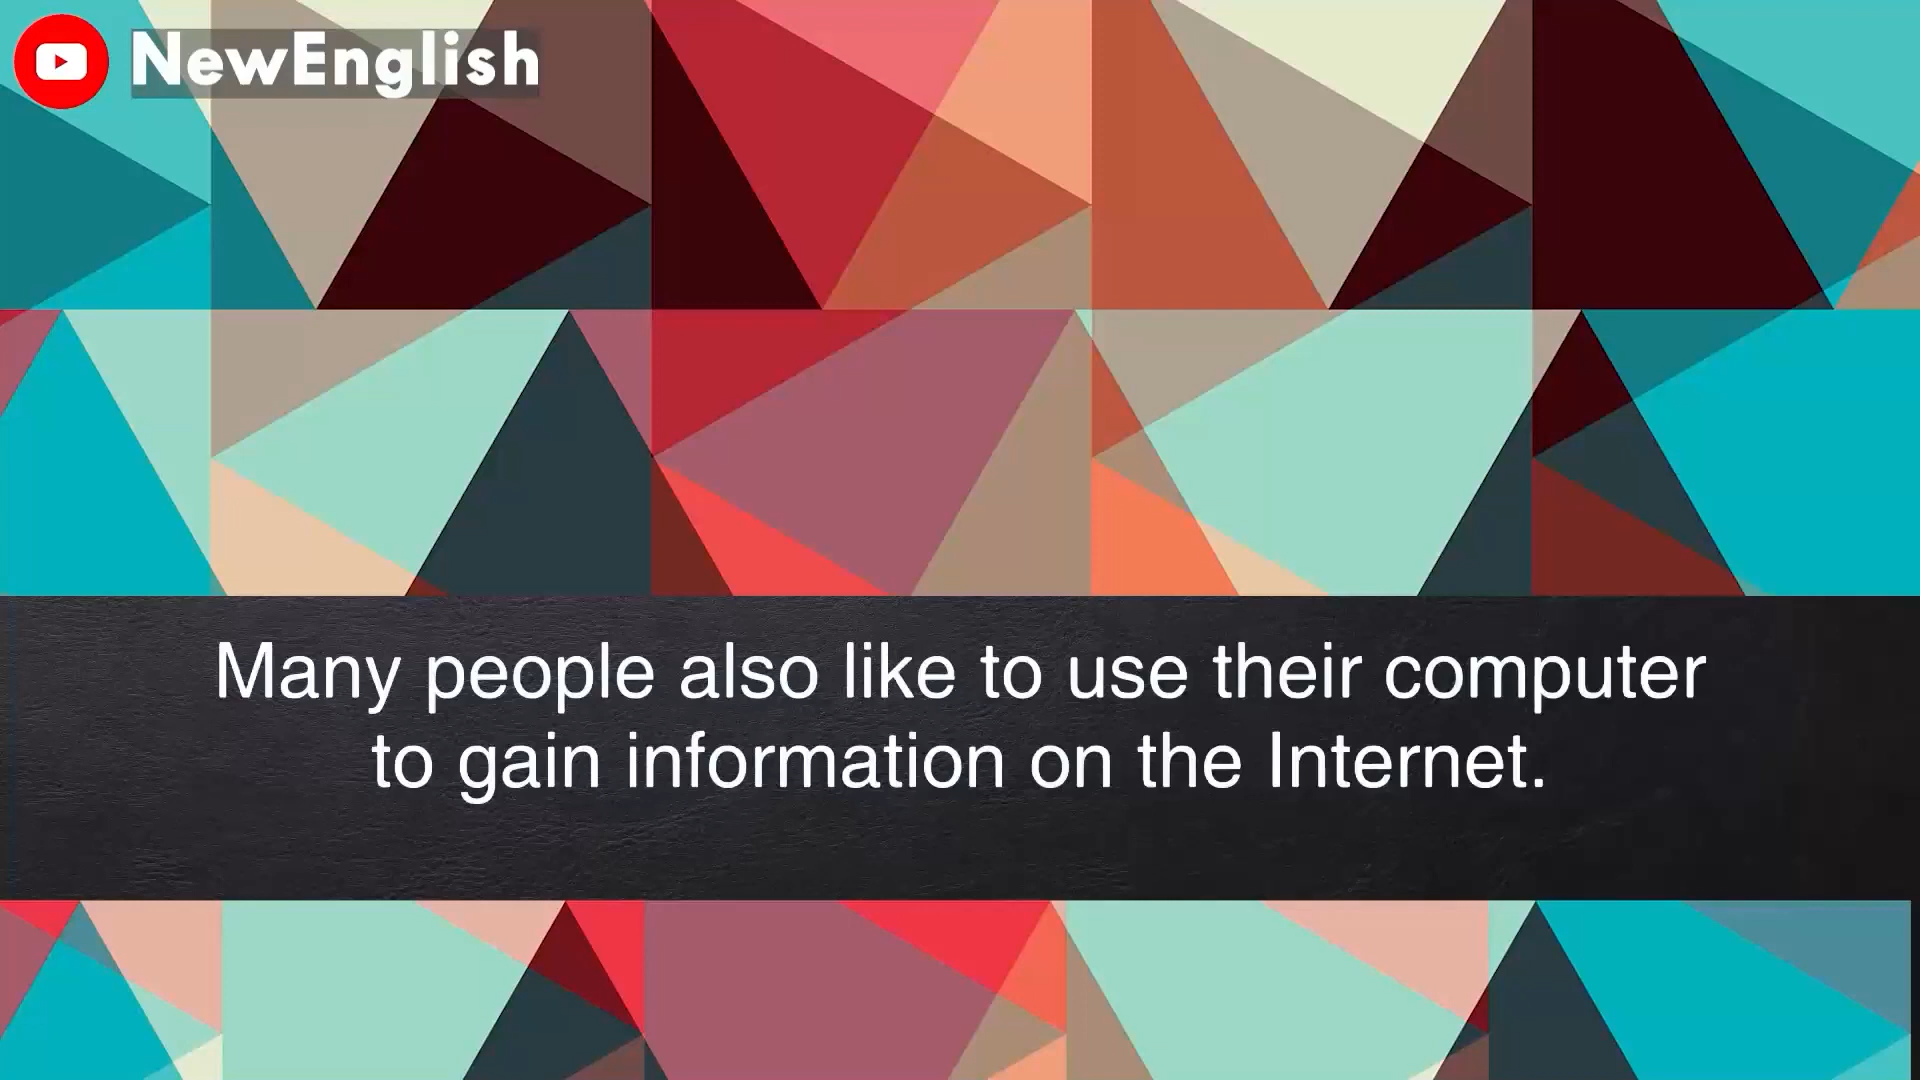 NewEnglish
Many people also like to use their computer
to gain information on the Internet.